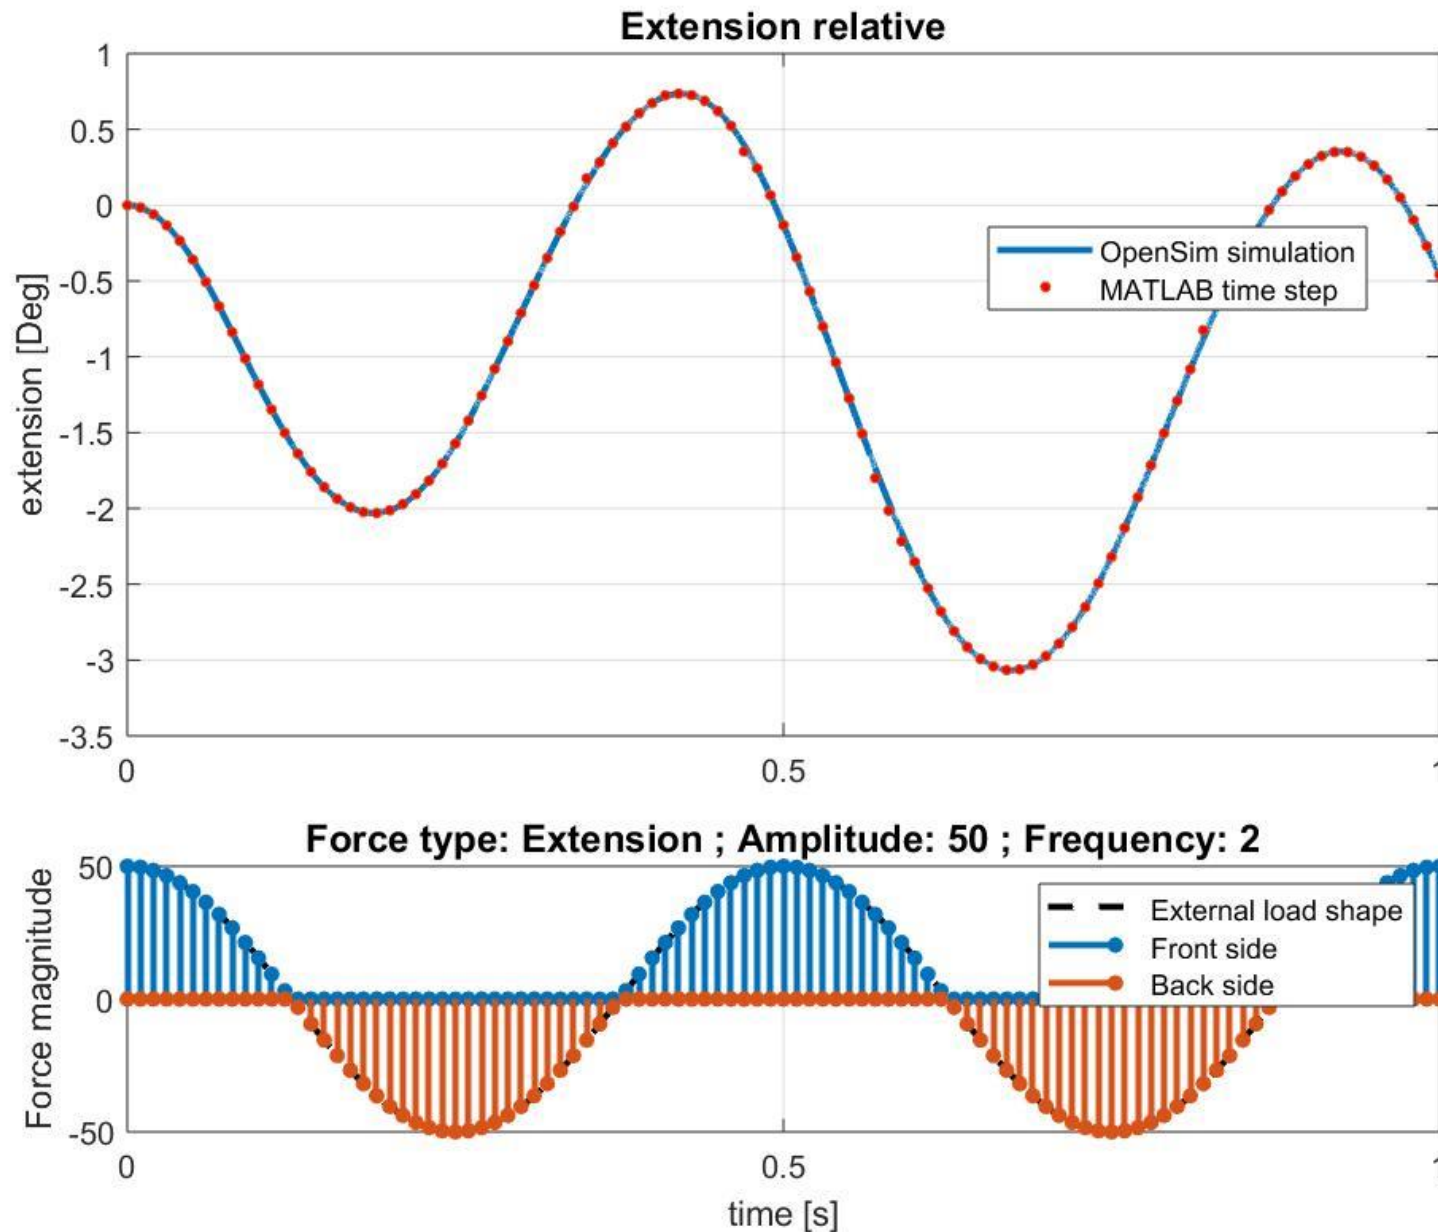 Extension relative
1
0.5
0
-0.5
-1
-1.5
-2
-2.5
-3
-3.5
extension [Deg]
OpenSim simulation
MATLAB time step
0
0.5
Force type: Extension ; Amplitude: 50 ; Frequency: 2
50
0
-50
Force magnitude
External load shape
Front side
Back side
0
0.5
time [s]